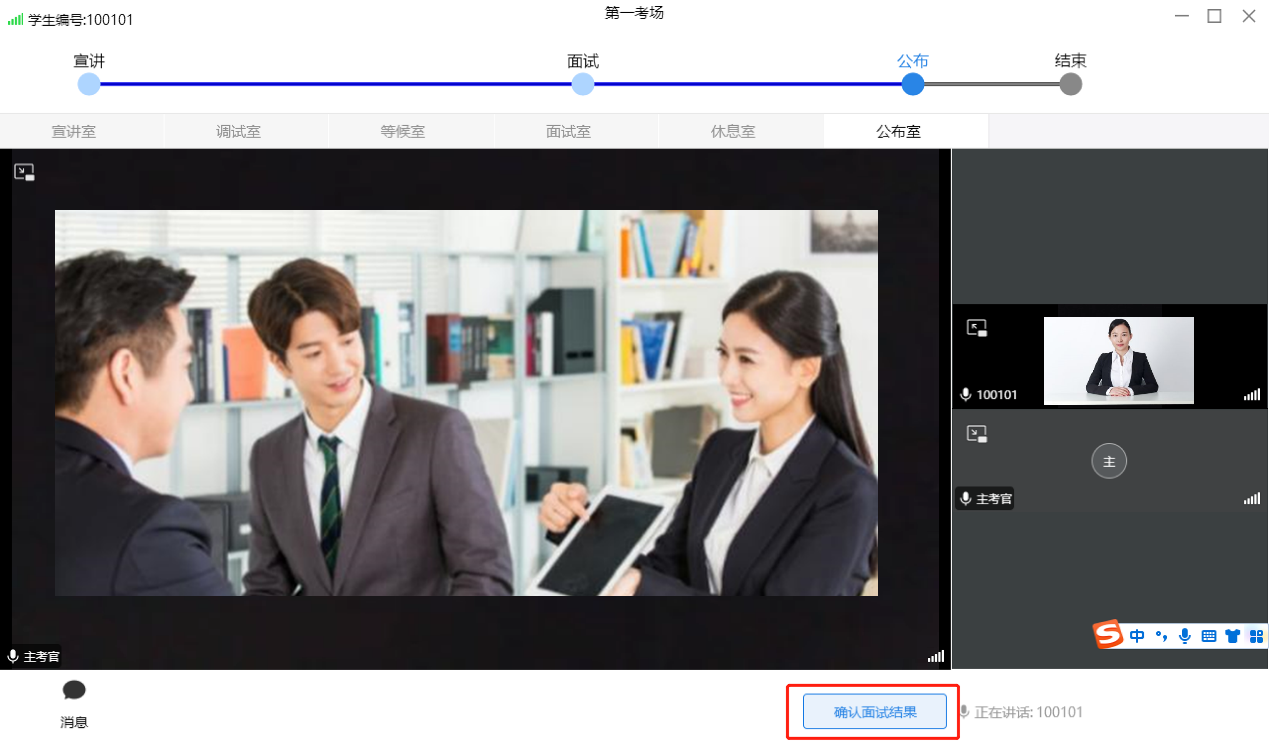 学生编号:100101
第一考场
宣讲
面试
公布
结束
宣讲室
调试室
等候室
面试室
休息室
公布室
100101
主
主考官
中
主考官
消息
确认面试结果
正在讲话: 100101